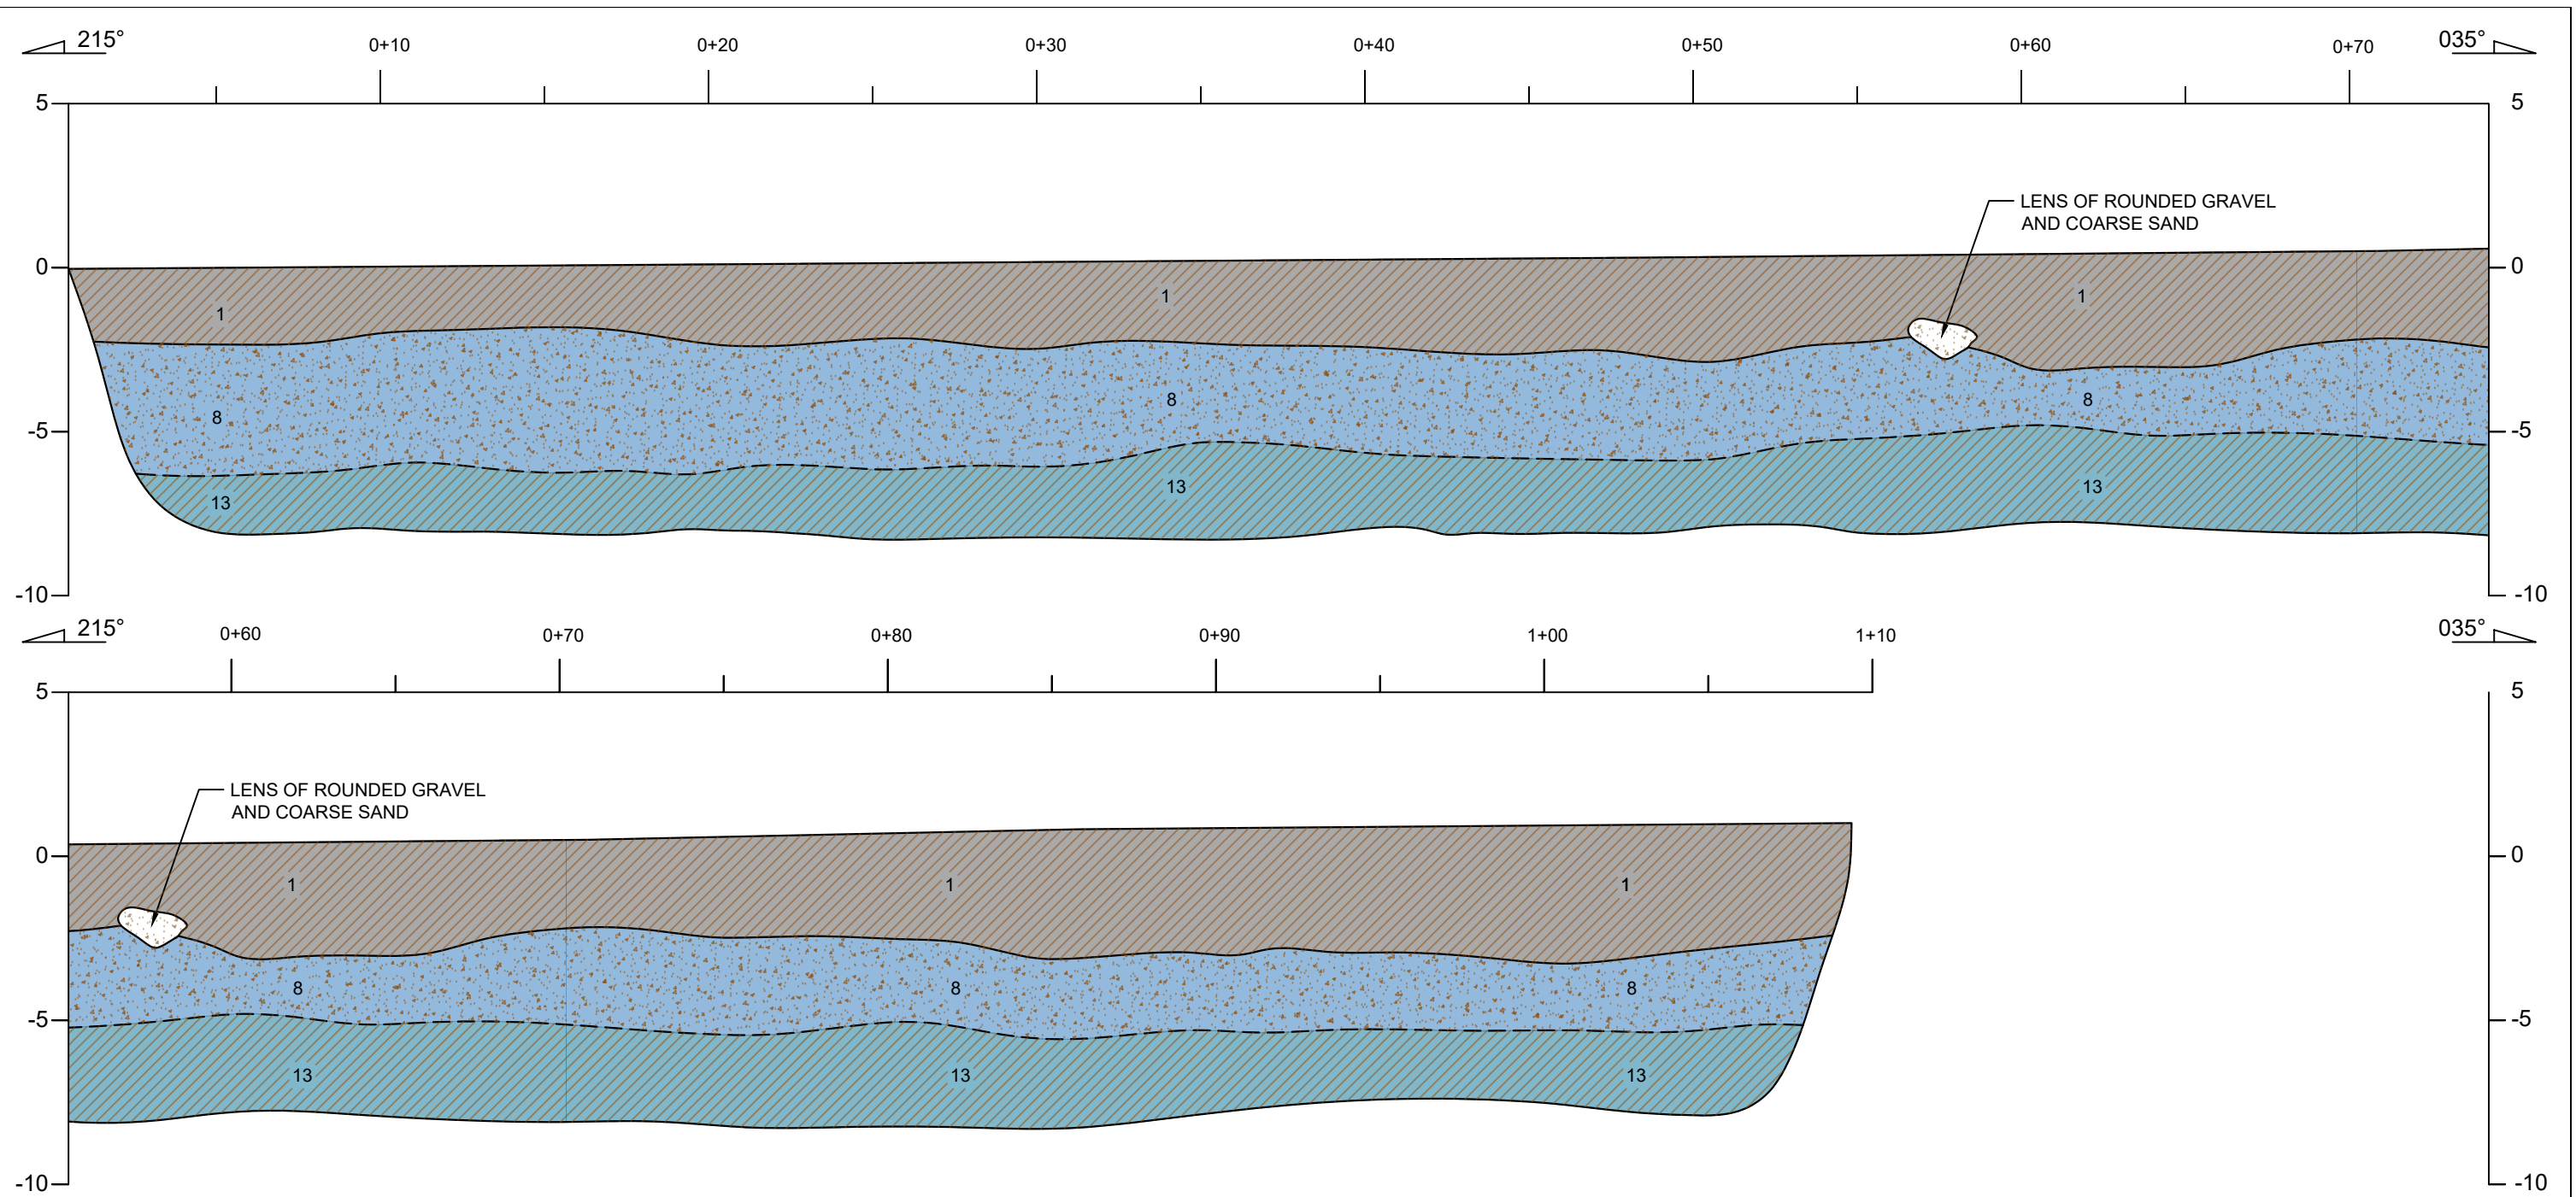 215° 0+10 0+20 0+30 0+40 0+50 0+60 0+70 035°
5 5
LENS OF ROUNDED GRAVEL
AND COARSE SAND
0 0
1 1 1
8 8 8
-5 -5
13 13 13
-10 -10
215° 0+60 0+70 0+80 0+90 1+00 1+10 035°
5 5
LENS OF ROUNDED GRAVEL
AND COARSE SAND
0 0
1 1 1
8 8 8
-5 -5
13 13 13
-10 -10